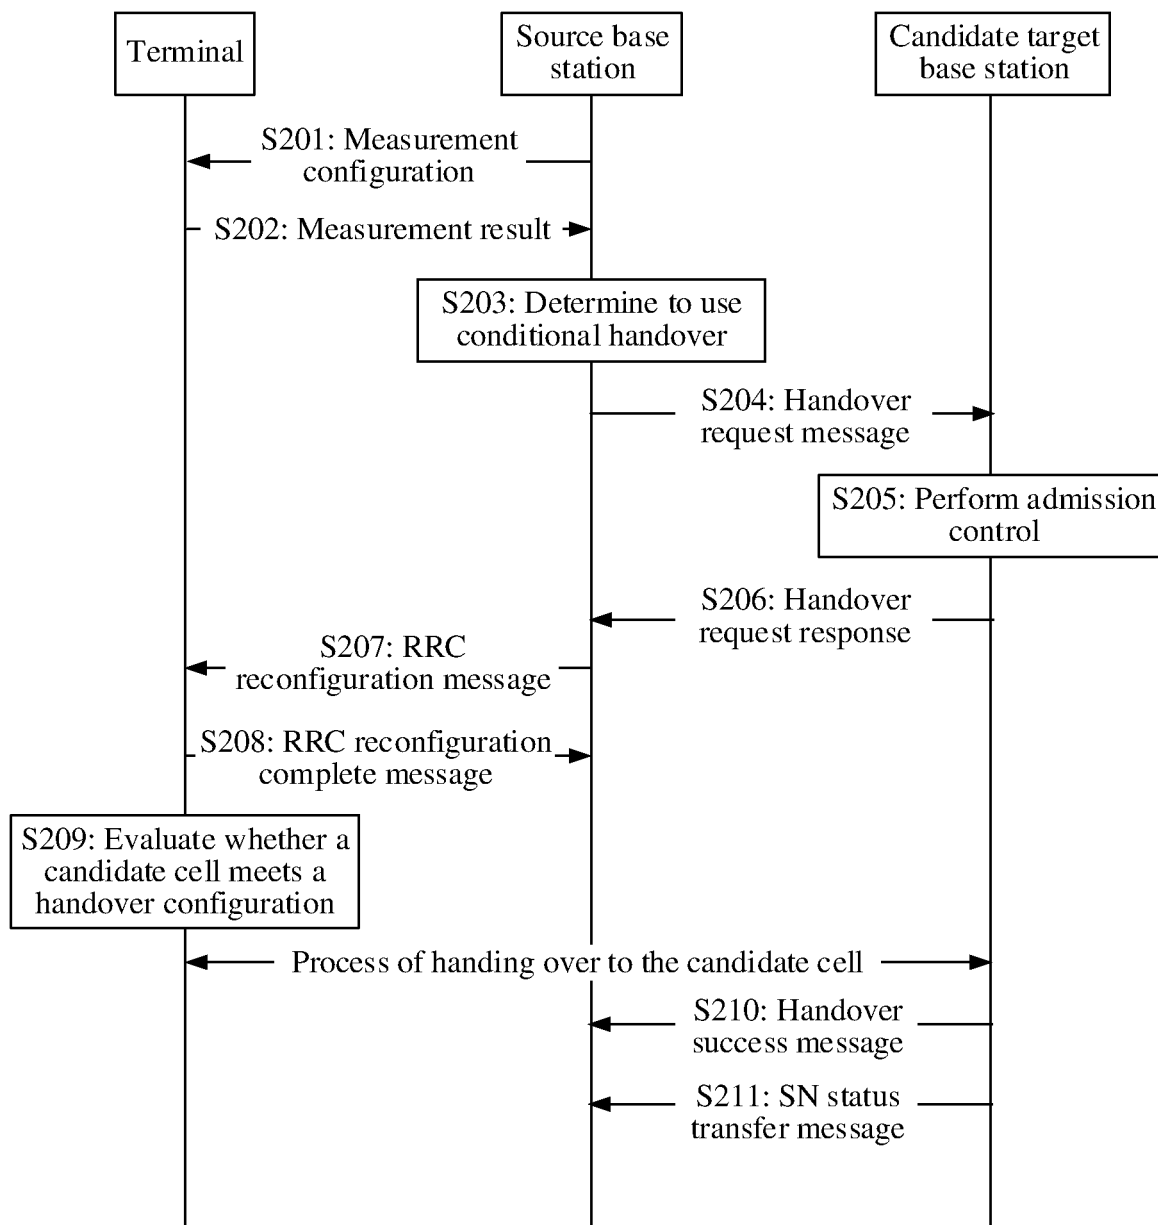 Terminal
Source base
station
Candidate target
base station
S201: Measurement
configuration
S202: Measurement result
S203: Determine to use
conditional handover
S204: Handover
request message
S205: Perform admission
control
S206: Handover
request response
S207: RRC
reconfiguration message
S208: RRC reconfiguration
complete message
S209: Evaluate whether a
candidate cell meets a
handover configuration
Process of handing over to the candidate cell
S210: Handover
success message
S211: SN status
transfer message